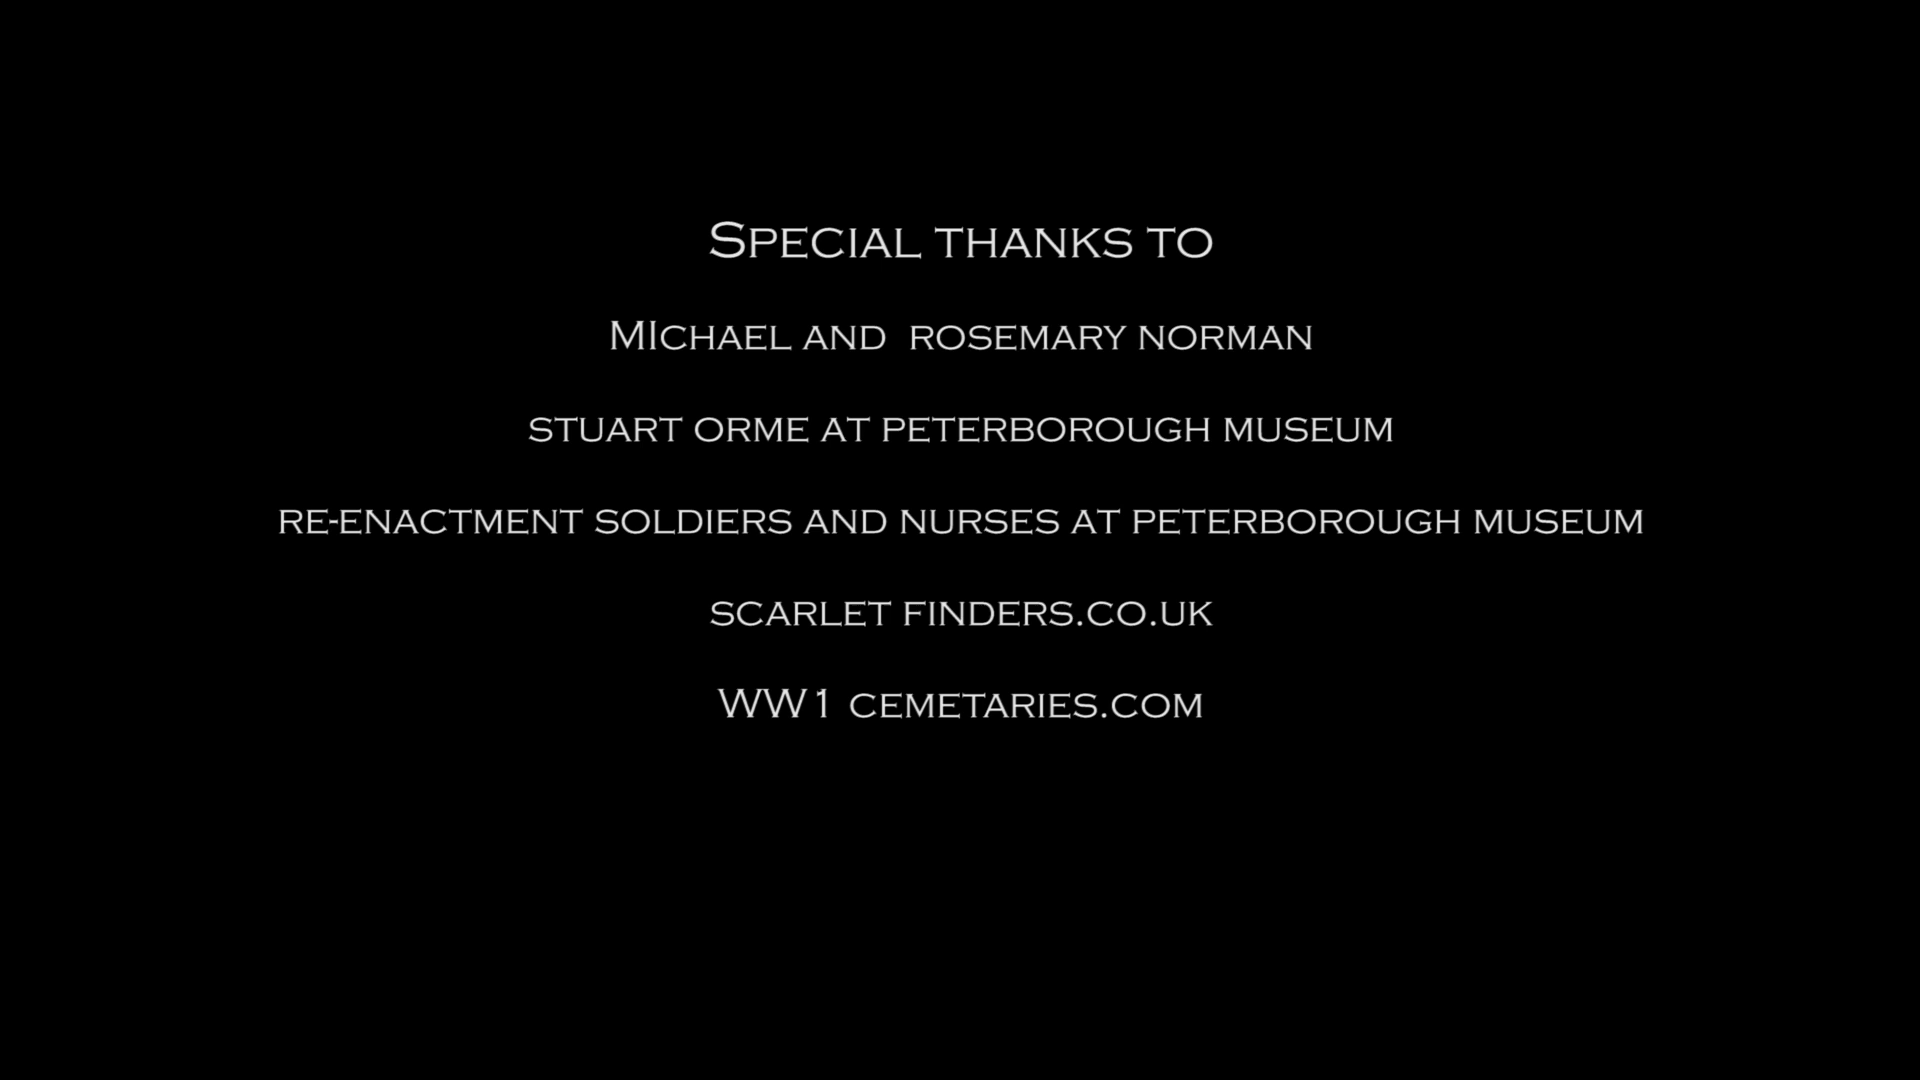 Special thanks to
MIchael and  rosemary norman
stuart orme at peterborough museum
re-enactment soldiers and nurses at peterborough museum
scarlet finders.co.uk
WW1 cemetaries.com